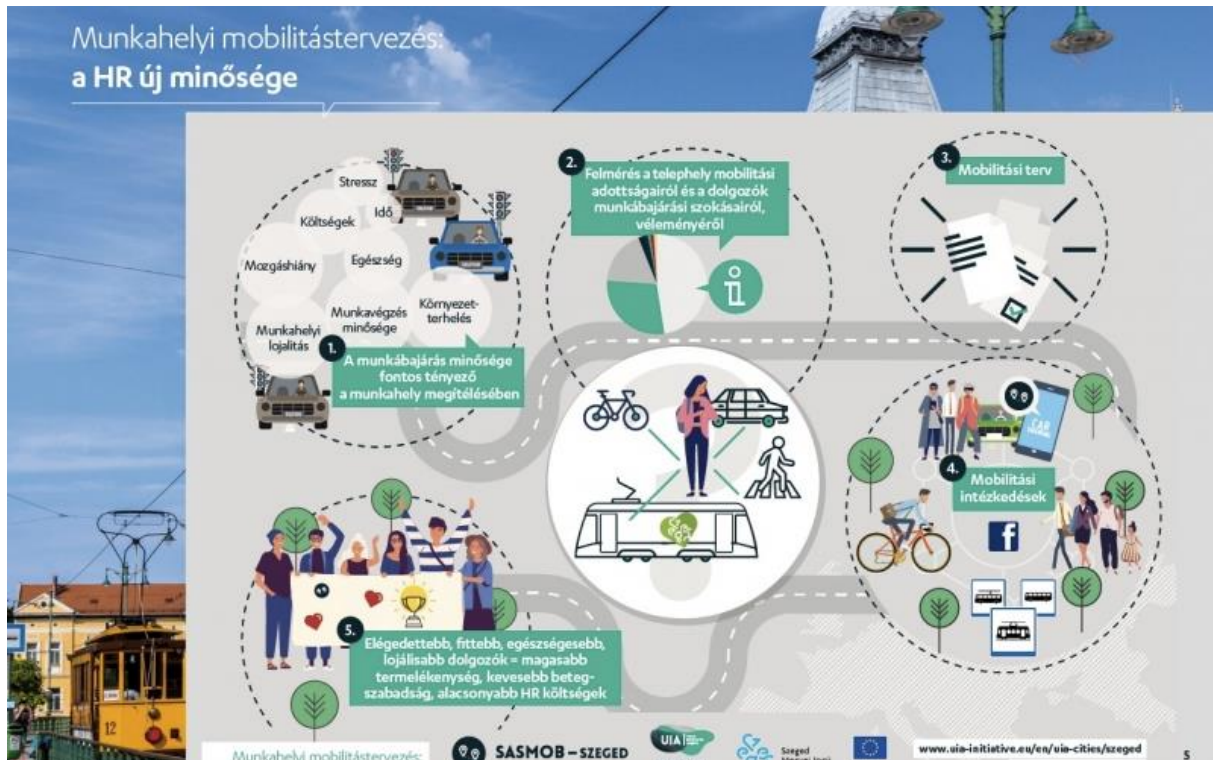 Munkahelyi mobilitástervezés:
a HR új minősége
Stressz
Idő
Költségek
Mozgáshiány
Egészség
Környezet-
terhelés
Munkavégzés
minősége
Munkahelyi
lojalitás
1.
A munkábajárás minősége
fontos tényező
a munkahely megítélésében
2.
Felmérés a telephely mobilitási
adottságairól és a dolgozók
munkábajárási szokásairól,
véleményéről
i
3.
Mobilitási terv
CAR
4.
Mobilitási
intézkedések
f
5.
Elégedettebb, fittebb, egészségesebb,
lojálisabb dolgozók = magasabb
termelékenység, kevesebb beteg-
szabadság, alacsonyabb HR költségek
12
Munkahelyi mobilitástervezés:
SASMOB – SZEGED
UIA
Szeged
www.uia-initiative.eu/en/uia-cities/szeged
5